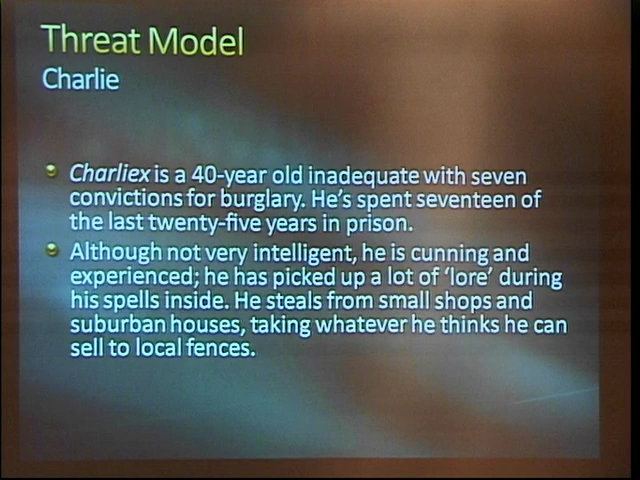 Threat Model
Charlie
Charliex is a 40-year old inadequate with seven
convictions for burglary. He's spent seventeen of
the last twenty-five years in prison.
Although not very intelligent, he is cunning and
experienced; he has picked up a lot of 'lore' during
his spells inside. He steals from small shops and
suburban houses, taking whatever he thinks he can
sell to local fences.